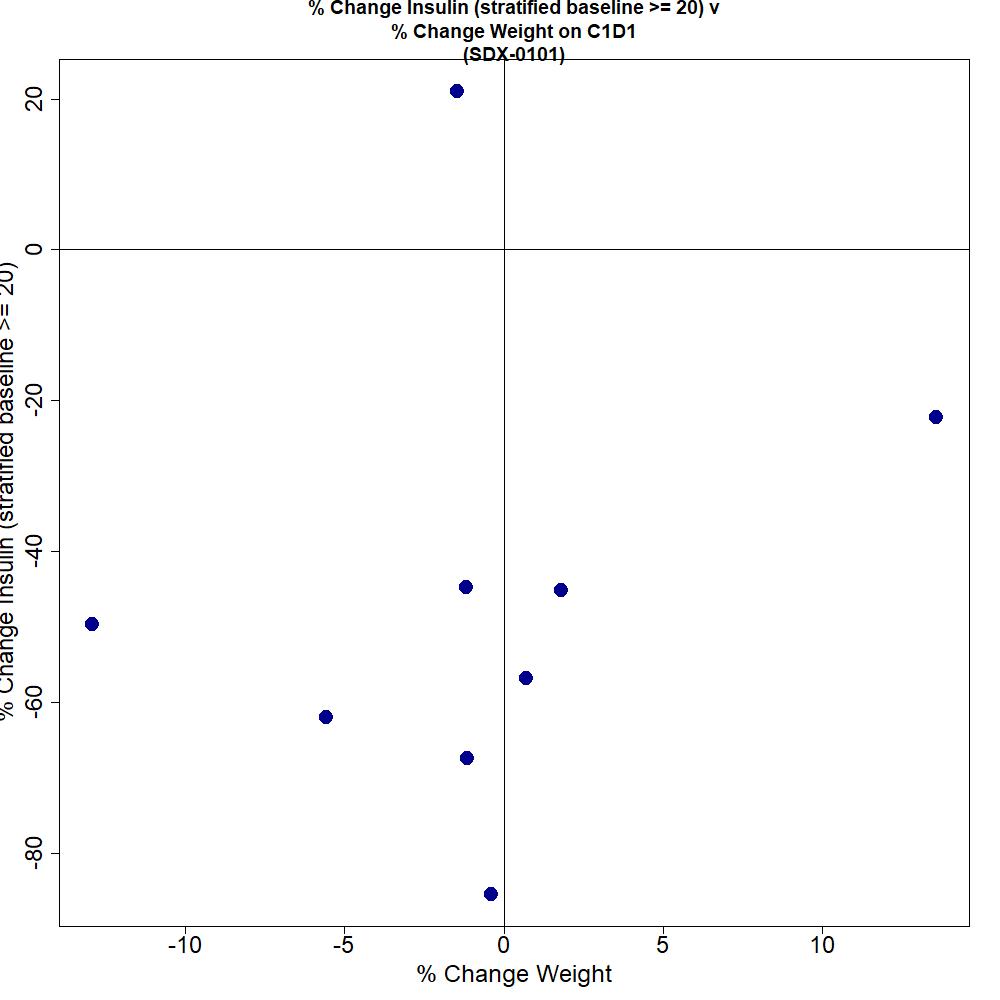 % Change Insulin (stratified baseline >= 20) v
% Change Weight on C1D1
(SDX-0101)
% Change Insulin (stratified baseline >= 20)
20
0
-20
-40
-60
-80
-10
-5
0
5
10
% Change Weight